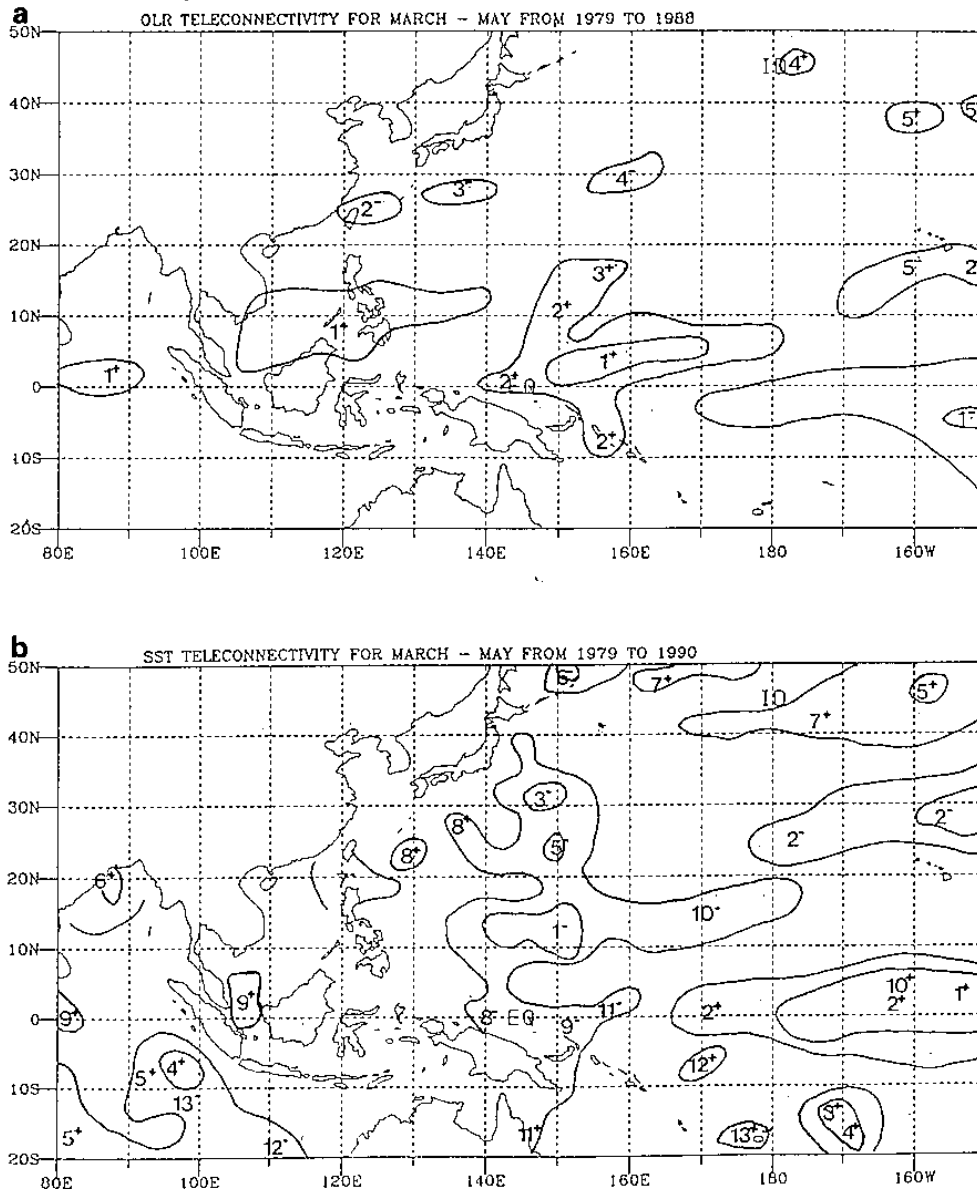 a
OLR TELECONNECTIVITY FOR MARCH - MAY FROM 1979 TO 1988
50N
ID 4+
40N
5+ 5
30N
4-
3-
2-
20N
3+ 5- 2
10N
2+
1+
1+
1+
0
2+ EQ
1-
2+
10S
20S
80E 100E 120E 140E 160E 180 160W
b
SST TELECONNECTIVITY FOR MARCH - MAY FROM 1979 TO 1990
50N
7+ 5+
ID
7+
40N
30N
3-
8+ 2-
2-
8+ 5-
20N
6+
10-
1-
10N
10+ 1+
9+ 11- 2+ 2+
0
9+ 8- EQ 9-
12+
5+ 4+
10S
13-
3+
5+ 11+ 13+ 4+
12-
20S
80E 100E 120E 140E 160E 180 160W